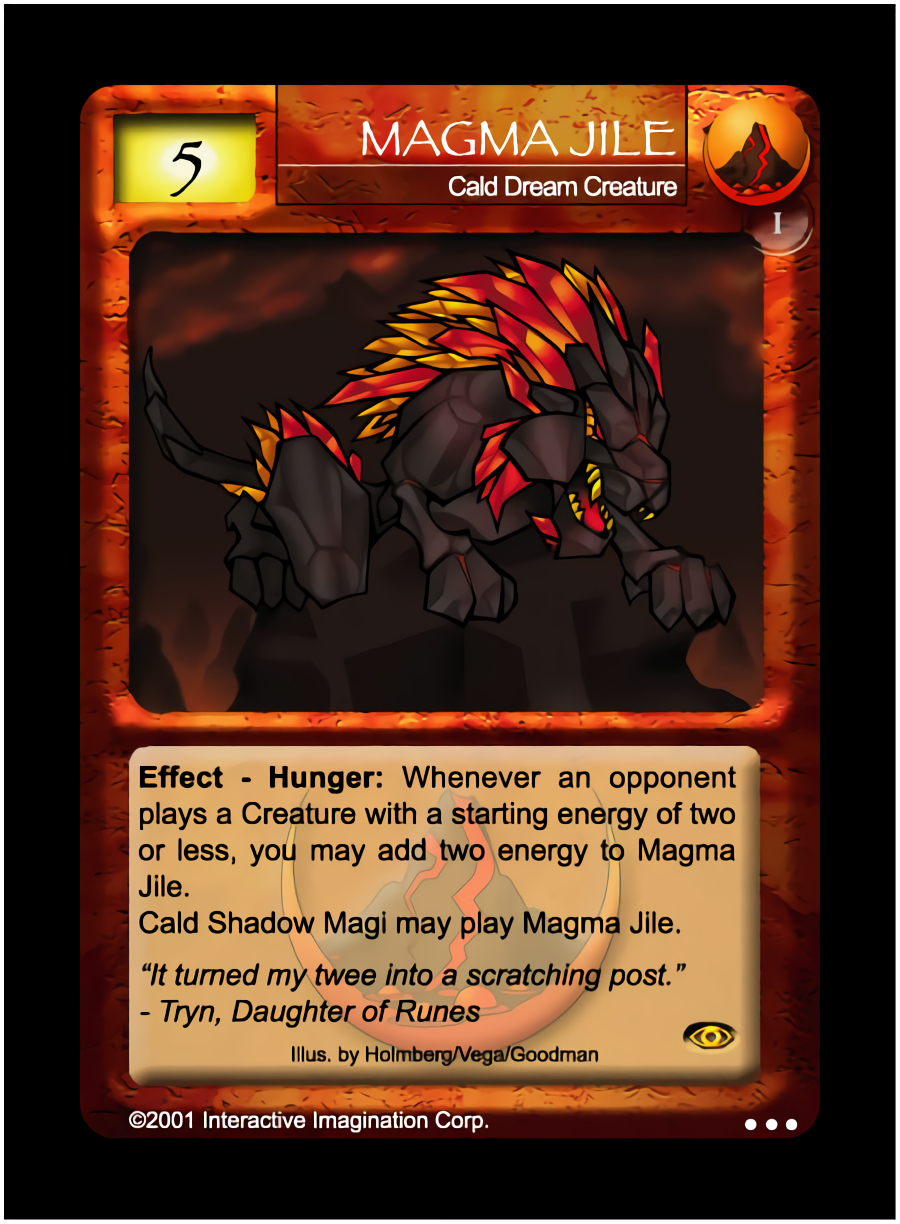 5
MAGMA JILE
Cald Dream Creature
I
Effect - Hunger: Whenever an opponent
plays a Creature with a starting energy of two
or less, you may add two energy to Magma
Jile.
Cald Shadow Magi may play Magma Jile.
“It turned my twee into a scratching post.”
- Tryn, Daughter of Runes
Illus. by Holmberg/Vega/Goodman
©2001 Interactive Imagination Corp.